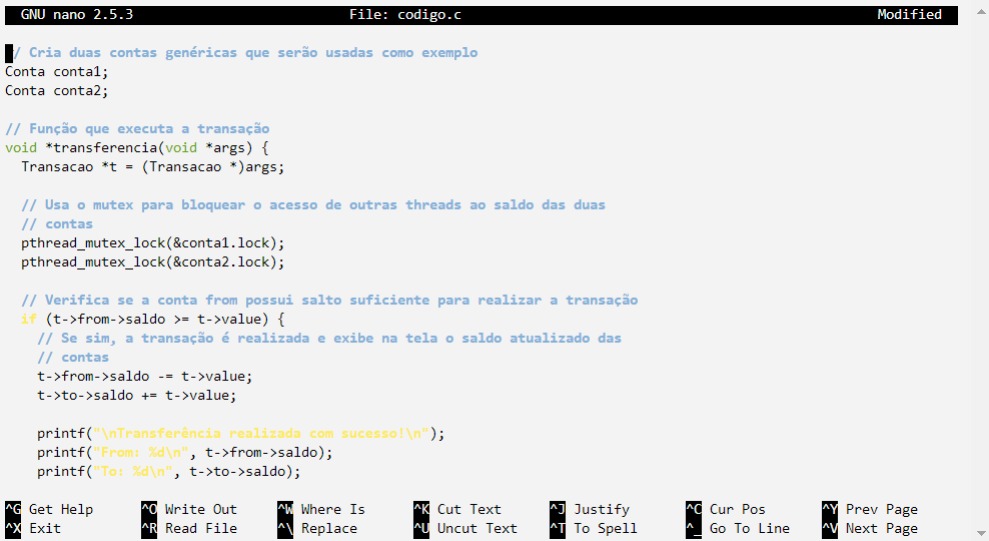 GNU nano 2.5.3 File: codigo.c Modified
// Cria duas contas genéricas que serão usadas como exemplo
Conta conta1;
Conta conta2;
// Função que executa a transação
void *transferencia(void *args) {
Transacao *t = (Transacao *)args;
// Usa o mutex para bloquear o acesso de outras threads ao saldo das duas
// contas
pthread_mutex_lock(&conta1.lock);
pthread_mutex_lock(&conta2.lock);
// Verifica se a conta from possui salto suficiente para realizar a transação
if (t->from->saldo >= t->value) {
// Se sim, a transação é realizada e exibe na tela o saldo atualizado das
// contas
t->from->saldo -= t->value;
t->to->saldo += t->value;
printf("\nTransferência realizada com sucesso!\n");
printf("From: %d\n", t->from->saldo);
printf("To: %d\n", t->to->saldo);
^G Get Help ^O Write Out ^W Where Is ^K Cut Text ^J Justify ^C Cur Pos ^Y Prev Page
^X Exit ^R Read File ^\ Replace ^U Uncut Text ^T To Spell ^_ Go To Line ^V Next Page